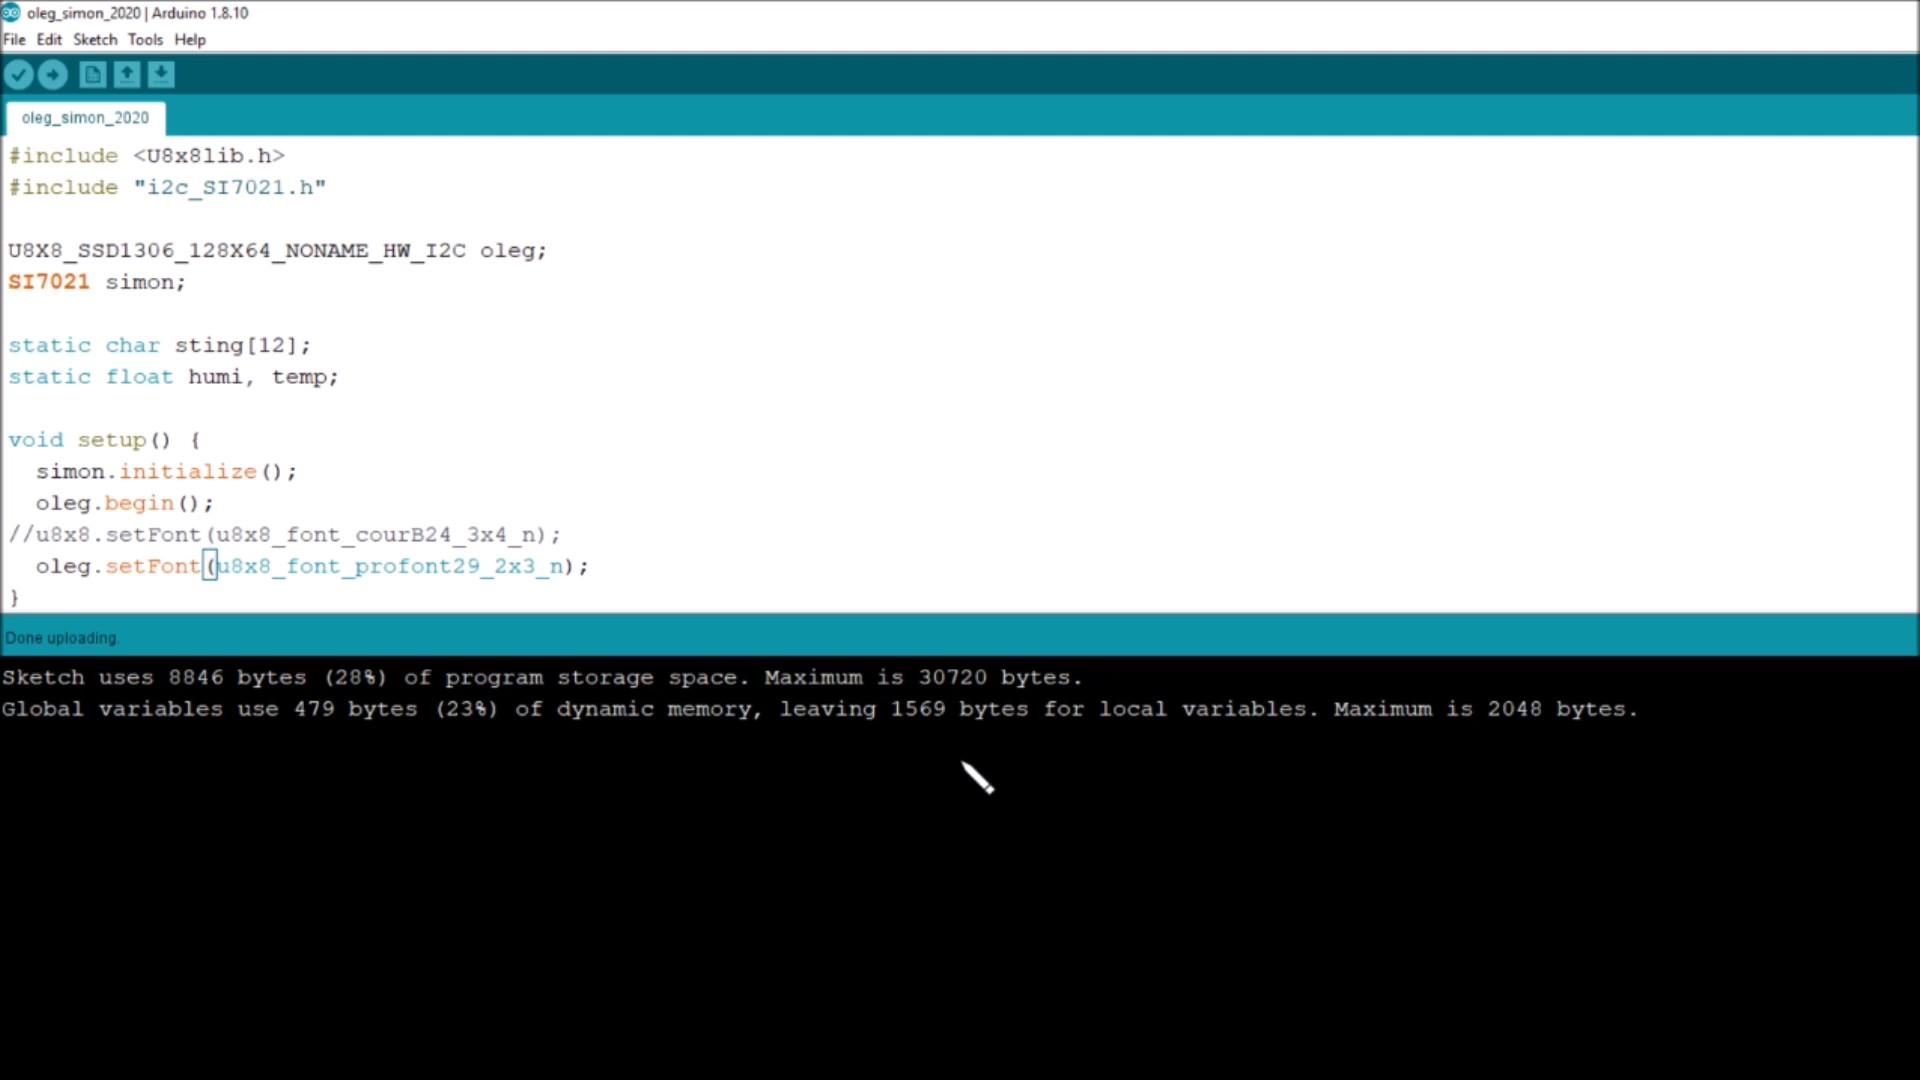 oleg_simon_2020 | Arduino 1.8.10
File Edit Sketch Tools Help
oleg_simon_2020
#include <U8x8lib.h>
#include "i2c_SI7021.h"
U8X8_SSD1306_128X64_NONAME_HW_I2C oleg;
SI7021 simon;
static char sting[12];
static float humi, temp;
void setup() {
  simon.initialize();
  oleg.begin();
//u8x8.setFont(u8x8_font_courB24_3x4_n);
  oleg.setFont(u8x8_font_profont29_2x3_n);
}
Done uploading.
Sketch uses 8846 bytes (28%) of program storage space. Maximum is 30720 bytes.
Global variables use 479 bytes (23%) of dynamic memory, leaving 1569 bytes for local variables. Maximum is 2048 bytes.